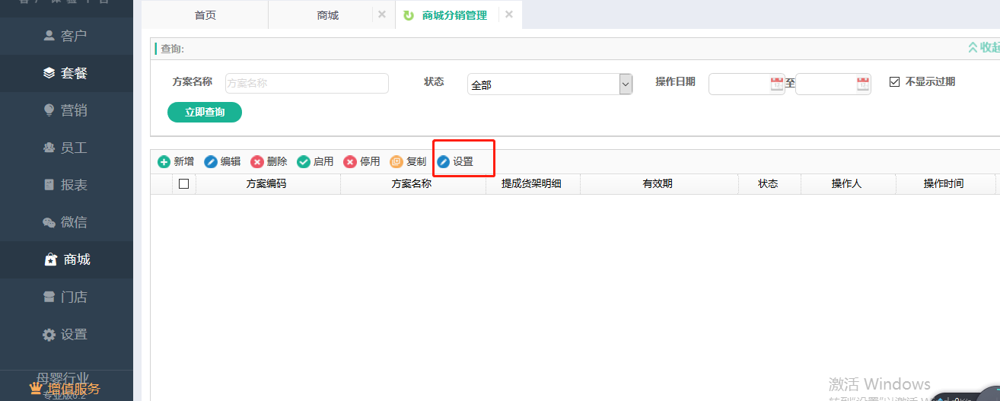 首页 商城 商城分销管理
客户
套餐
营销
员工
报表
微信
商城
门店
设置
母婴行业
增值服务
专业版6.2
查询: 收起
方案名称 方案名称 状态 全部 操作日期 至 不显示过期
立即查询
新增 编辑 删除 启用 停用 复制 设置
方案编码 方案名称 提成货架明细 有效期 状态 操作人 操作时间
激活 Windows